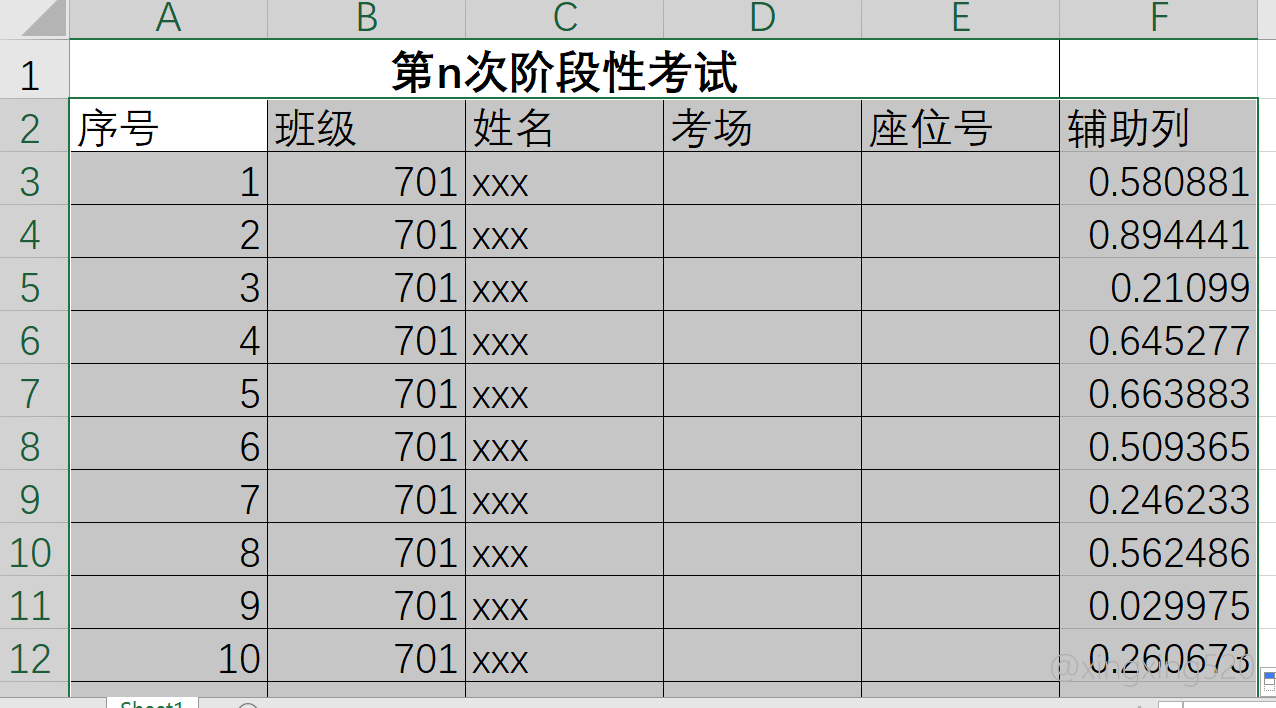 A B C D E F
1 第n次阶段性考试
2 序号 班级 姓名 考场 座位号 辅助列
3 1 701 xxx 0.580881
4 2 701 xxx 0.894441
5 3 701 xxx 0.21099
6 4 701 xxx 0.645277
7 5 701 xxx 0.663883
8 6 701 xxx 0.509365
9 7 701 xxx 0.246233
10 8 701 xxx 0.562486
11 9 701 xxx 0.029975
12 10 701 xxx 0.260673
@xingxing520
Sheet1